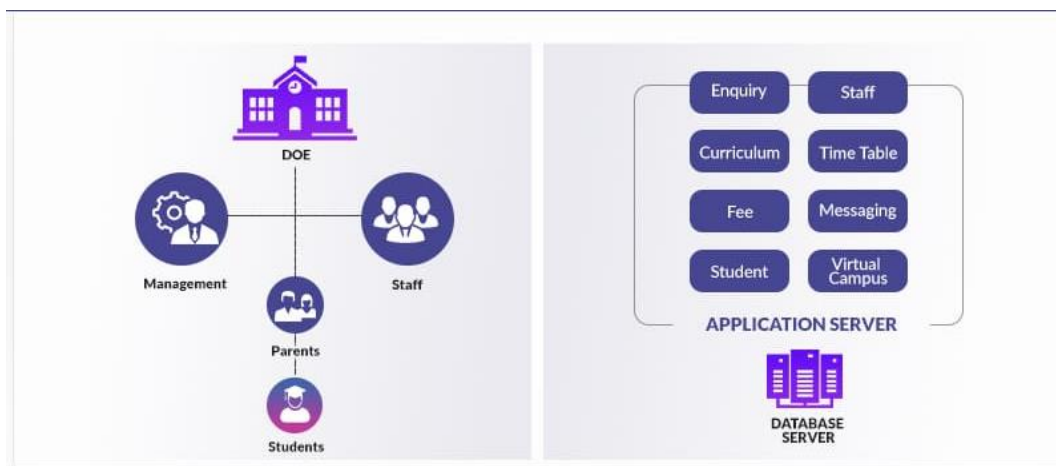 DOE
Management
Staff
Parents
Students
Enquiry
Staff
Curriculum
Time Table
Fee
Messaging
Student
Virtual
Campus
APPLICATION SERVER
DATABASE
SERVER